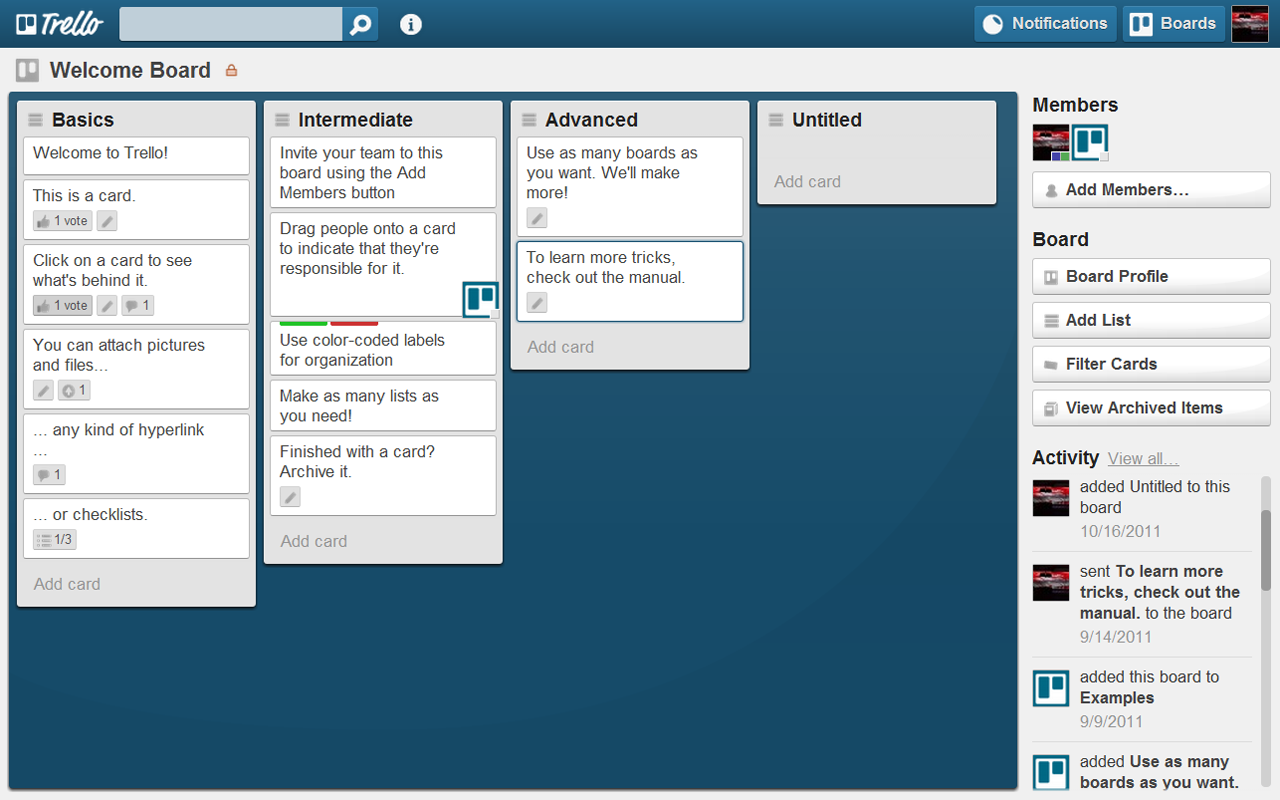 Trello
Notifications
Boards
Welcome Board
Basics
Welcome to Trello!
This is a card.
1 vote
Click on a card to see
what's behind it.
1 vote
1
You can attach pictures
and files…
1
… any kind of hyperlink
…
1
… or checklists.
1/3
Add card
Intermediate
Invite your team to this
board using the Add
Members button
Drag people onto a card
to indicate that they're
responsible for it.
Use color-coded labels
for organization
Make as many lists as
you need!
Finished with a card?
Archive it.
Add card
Advanced
Use as many boards as
you want. We'll make
more!
To learn more tricks,
check out the manual.
Add card
Untitled
Add card
Members
Add Members…
Board
Board Profile
Add List
Filter Cards
View Archived Items
Activity View all…
added Untitled to this
board
10/16/2011
sent To learn more
tricks, check out the
manual. to the board
9/14/2011
added this board to
Examples
9/9/2011
added Use as many
boards as you want.